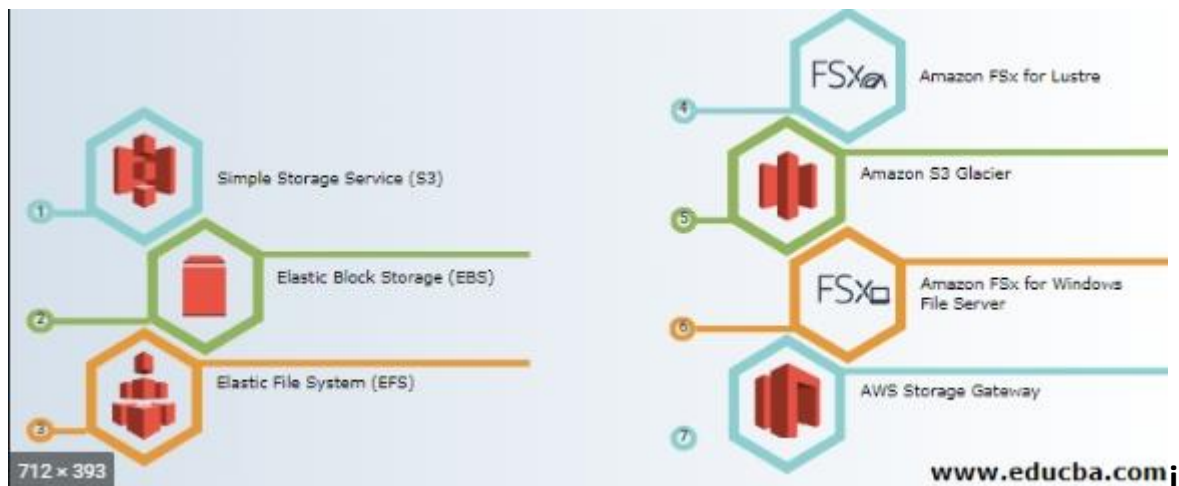 1
Simple Storage Service (S3)
2
Elastic Block Storage (EBS)
3
Elastic File System (EFS)
4
FSx
Amazon FSx for Lustre
5
Amazon S3 Glacier
6
FSx
Amazon FSx for Windows
File Server
7
AWS Storage Gateway
712 × 393
www.educba.comi